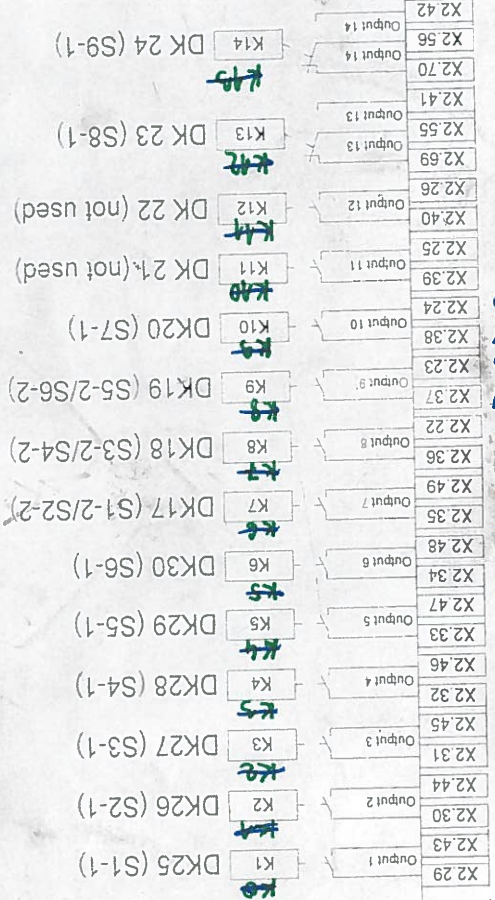 K0
X2.29 Output 1 K1 DK25 (S1-1)
X2.43
K1
X2.30 Output 2 K2 DK26 (S2-1)
X2.44
K2
X2.31 Output 3 K3 DK27 (S3-1)
X2.45
K3
X2.32 Output 4 K4 DK28 (S4-1)
X2.46
K4
X2.33 Output 5 K5 DK29 (S5-1)
X2.47
K5
X2.34 Output 6 K6 DK30 (S6-1)
X2.48
K6
X2.35 Output 7 K7 DK17 (S1-2/S2-2)
X2.49
K7
X2.36 Output 8 K8 DK18 (S3-2/S4-2)
X2.22
K8
X2.37 Output 9 K9 DK19 (S5-2/S6-2)
X2.23
K9
X2.38 Output 10 K10 DK20 (S7-1)
X2.24
K10
X2.39 Output 11 K11 DK 21 (not used)
X2.25
K11
X2.40 Output 12 K12 DK 22 (not used)
X2.26
K12
X2.69 Output 13
X2.55 Output 13 K13 DK 23 (S8-1)
X2.41
K13
X2.70 Output 14
X2.56 Output 14 K14 DK 24 (S9-1)
X2.42